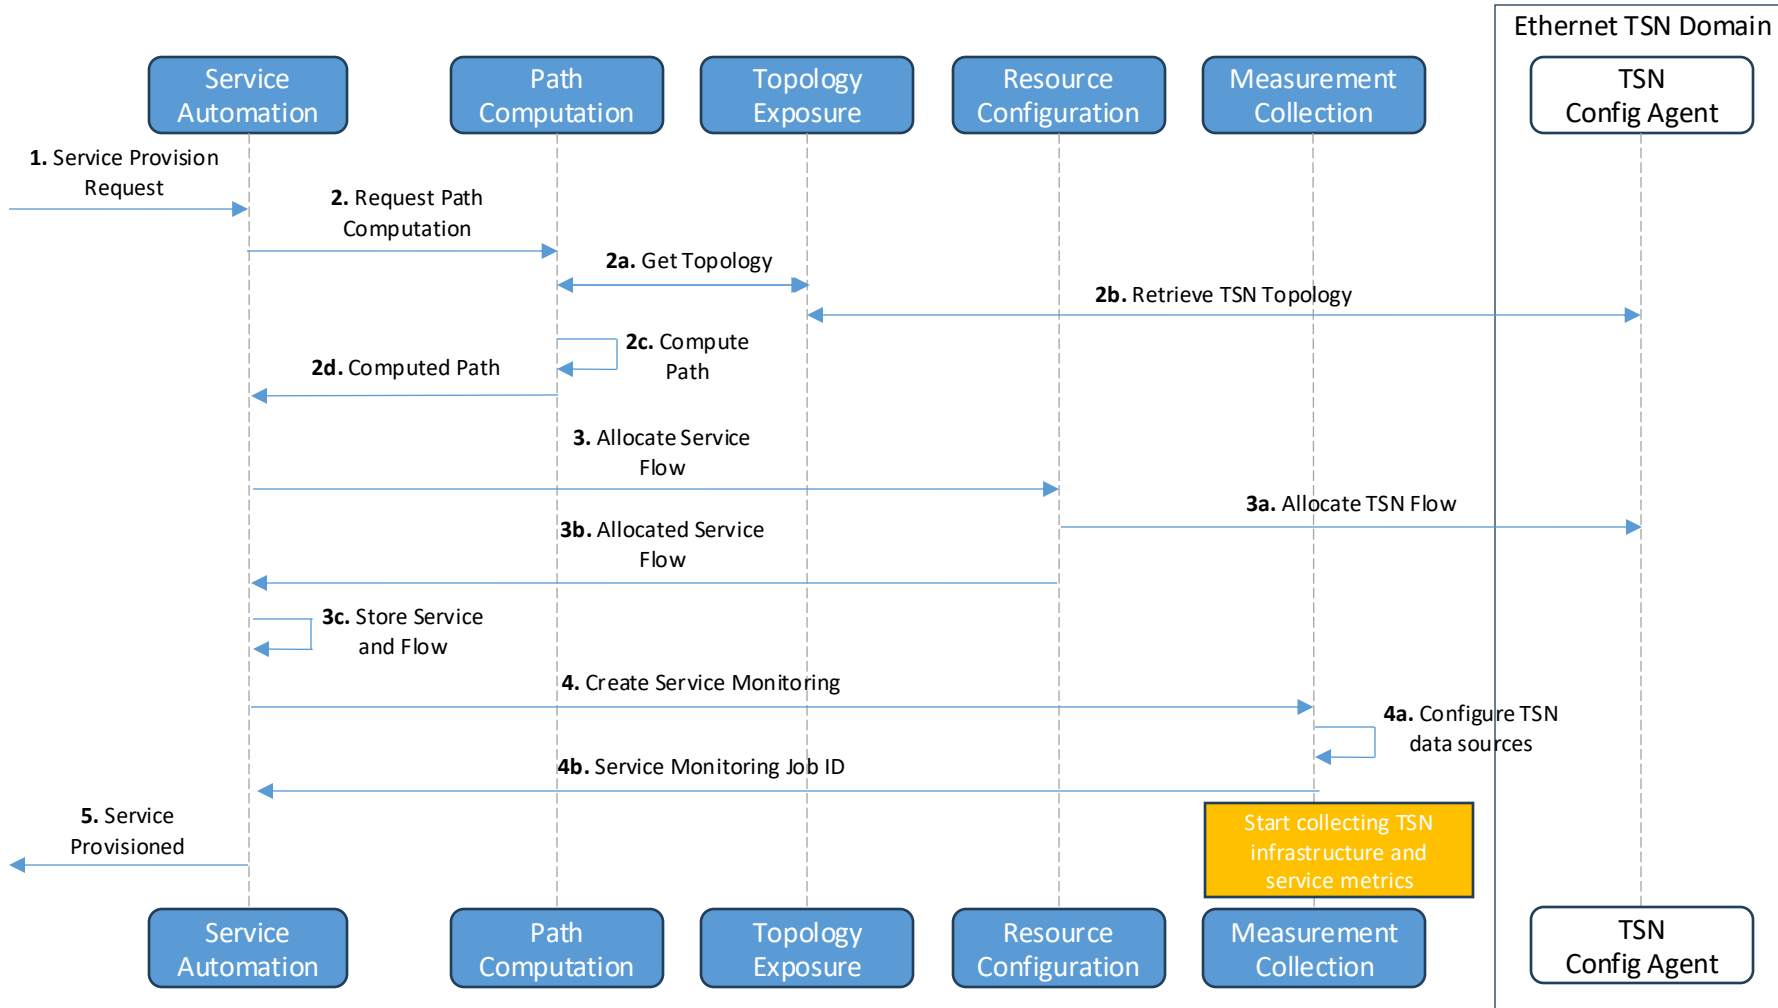 Ethernet TSN Domain
Service
Automation
Path
Computation
Topology
Exposure
Resource
Configuration
Measurement
Collection
TSN
Config Agent
1. Service Provision
Request
2. Request Path
Computation
2a. Get Topology
2b. Retrieve TSN Topology
2c. Compute
Path
2d. Computed Path
3. Allocate Service
Flow
3a. Allocate TSN Flow
3b. Allocated Service
Flow
3c. Store Service
and Flow
4. Create Service Monitoring
4a. Configure TSN
data sources
4b. Service Monitoring Job ID
5. Service
Provisioned
Start collecting TSN
infrastructure and
service metrics
Service
Automation
Path
Computation
Topology
Exposure
Resource
Configuration
Measurement
Collection
TSN
Config Agent